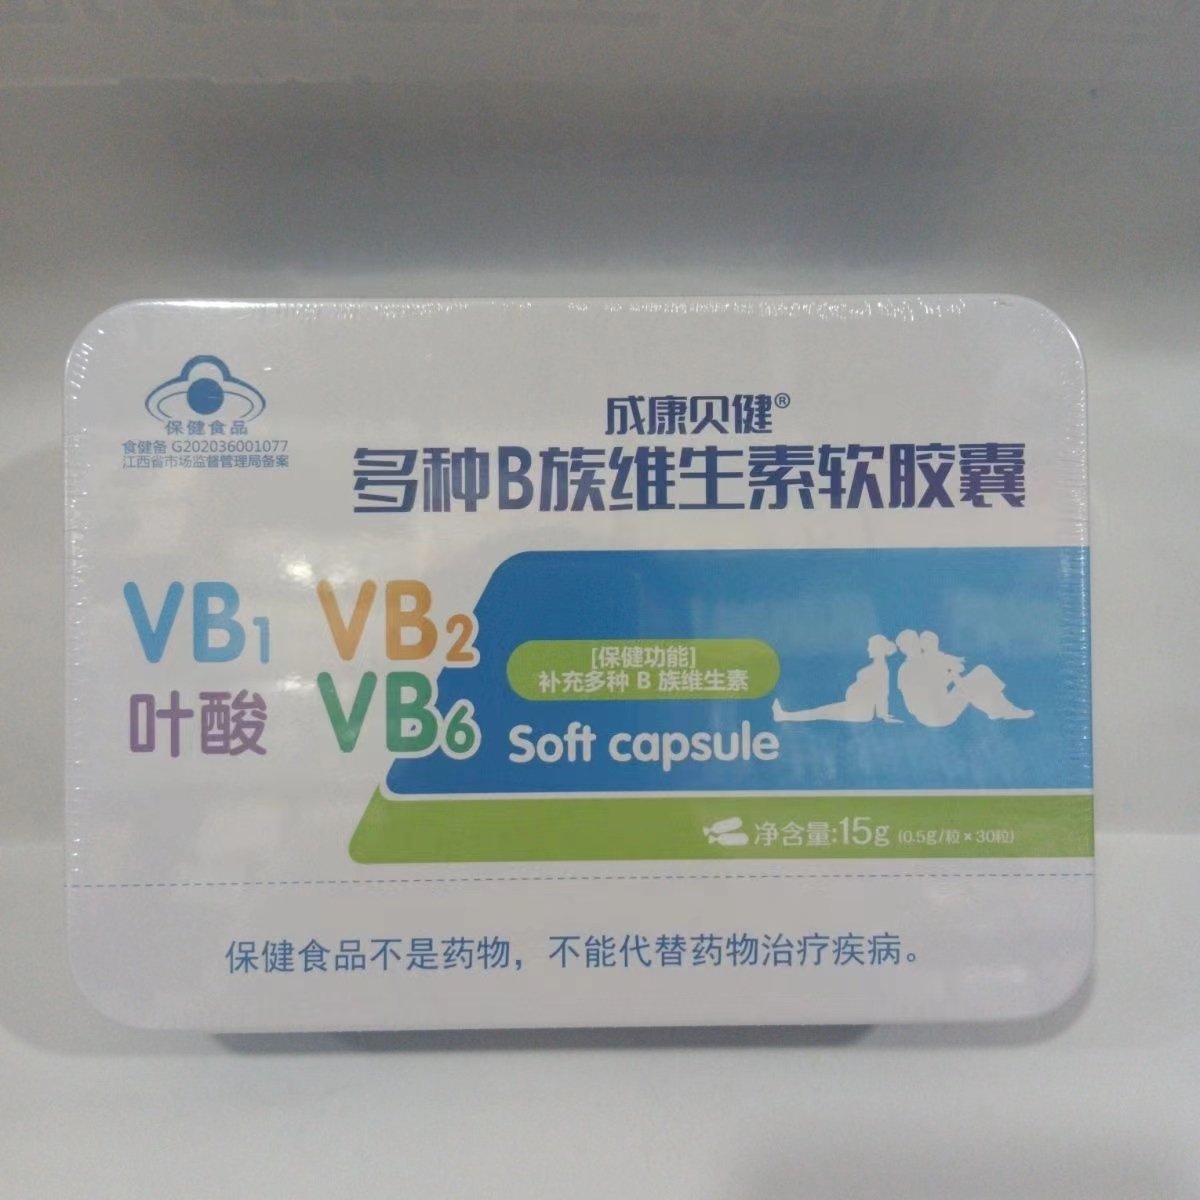 保健食品
食健备 G202036001077
江西省市场监督管理局备案
成康贝健®
多种B族维生素软胶囊
VB1 VB2
叶酸 VB6
[保健功能]
补充多种 B 族维生素
Soft capsule
净含量:15g (0.5g/粒×30粒)
保健食品不是药物，不能代替药物治疗疾病。